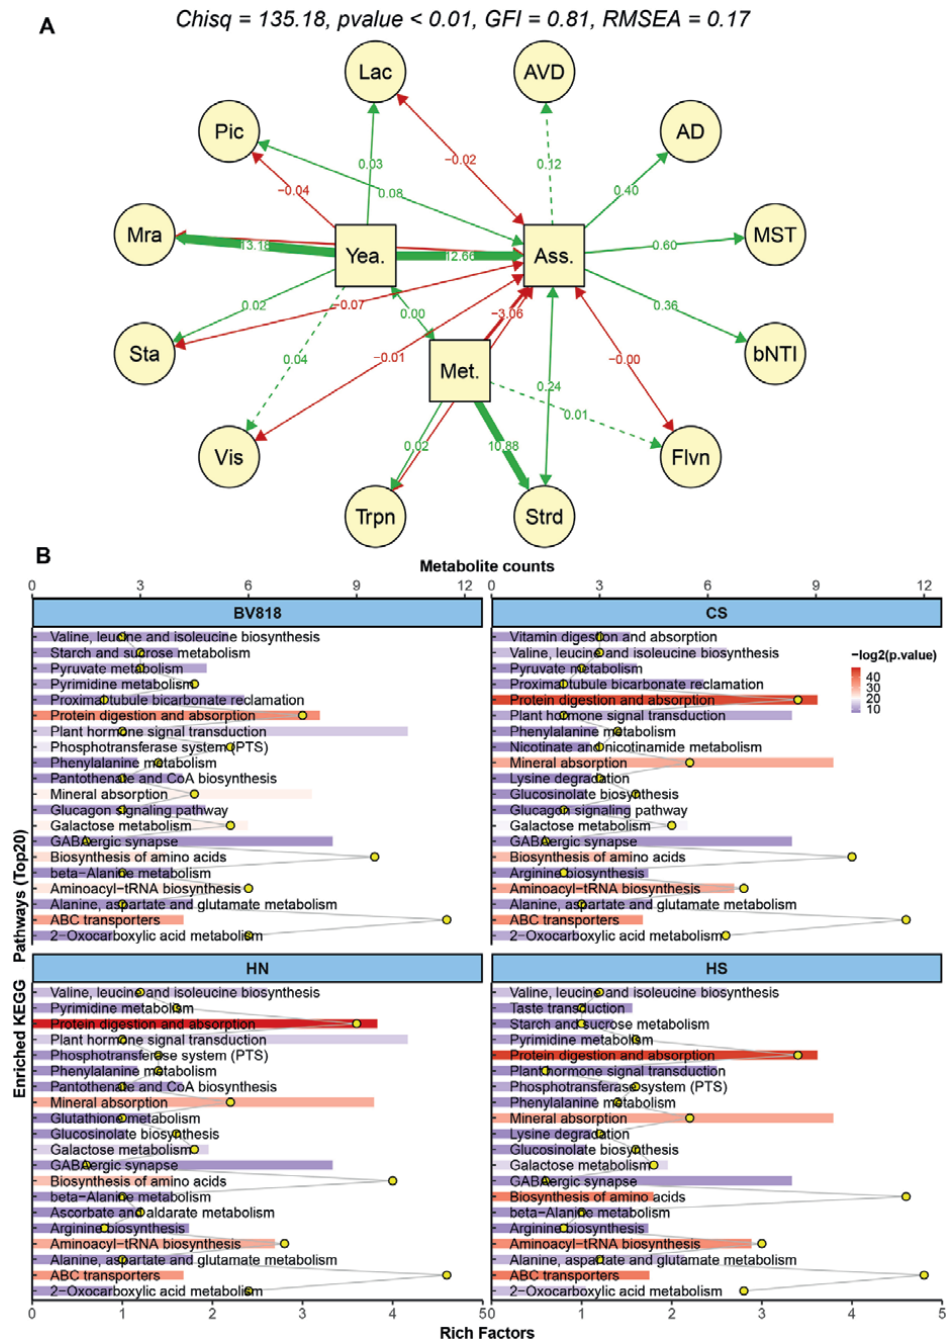 A
Chisq = 135.18, pvalue < 0.01, GFI = 0.81, RMSEA = 0.17
Lac
AVD
Pic
AD
0.03
−0.02
0.12
−0.04
0.08
0.40
Mra
13.18
Yea.
12.66
Ass.
0.60
MST
0.02
−0.07
0.00
−3.06
0.36
Sta
0.04
−0.01
Met.
0.24
−0.00
bNTI
0.01
Vis
0.02
10.88
Flvn
Trpn
Strd
B
Metabolite counts
0 3 6 9 12
0 3 6 9 12
BV818
Valine, leucine and isoleucine biosynthesis
Starch and sucrose metabolism
Pyruvate metabolism
Pyrimidine metabolism
Proximal tubule bicarbonate reclamation
Protein digestion and absorption
Plant hormone signal transduction
Phosphotransferase system (PTS)
Phenylalanine metabolism
Pantothenate and CoA biosynthesis
Mineral absorption
Glucagon signaling pathway
Galactose metabolism
GABAergic synapse
Biosynthesis of amino acids
beta−Alanine metabolism
Aminoacyl−tRNA biosynthesis
Alanine, aspartate and glutamate metabolism
ABC transporters
2−Oxocarboxylic acid metabolism
CS
Vitamin digestion and absorption
Valine, leucine and isoleucine biosynthesis
Pyruvate metabolism
Proximal tubule bicarbonate reclamation
Protein digestion and absorption
Plant hormone signal transduction
Phenylalanine metabolism
Nicotinate and nicotinamide metabolism
Mineral absorption
Lysine degradation
Glucosinolate biosynthesis
Glucagon signaling pathway
Galactose metabolism
GABAergic synapse
Biosynthesis of amino acids
Arginine biosynthesis
Aminoacyl−tRNA biosynthesis
Alanine, aspartate and glutamate metabolism
ABC transporters
2−Oxocarboxylic acid metabolism
−log2(p.value)
40
30
20
10
Enriched KEGG Pathways (Top20)
HN
Valine, leucine and isoleucine biosynthesis
Pyrimidine metabolism
Protein digestion and absorption
Plant hormone signal transduction
Phosphotransferase system (PTS)
Phenylalanine metabolism
Pantothenate and CoA biosynthesis
Mineral absorption
Glutathione metabolism
Glucosinolate biosynthesis
Galactose metabolism
GABAergic synapse
Biosynthesis of amino acids
beta−Alanine metabolism
Ascorbate and aldarate metabolism
Arginine biosynthesis
Aminoacyl−tRNA biosynthesis
Alanine, aspartate and glutamate metabolism
ABC transporters
2−Oxocarboxylic acid metabolism
HS
Valine, leucine and isoleucine biosynthesis
Taste transduction
Starch and sucrose metabolism
Pyrimidine metabolism
Protein digestion and absorption
Plant hormone signal transduction
Phosphotransferase system (PTS)
Phenylalanine metabolism
Mineral absorption
Lysine degradation
Glucosinolate biosynthesis
Galactose metabolism
GABAergic synapse
Biosynthesis of amino acids
beta−Alanine metabolism
Arginine biosynthesis
Aminoacyl−tRNA biosynthesis
Alanine, aspartate and glutamate metabolism
ABC transporters
2−Oxocarboxylic acid metabolism
0 1 2 3 4 5
0 1 2 3 4 5
Rich Factors